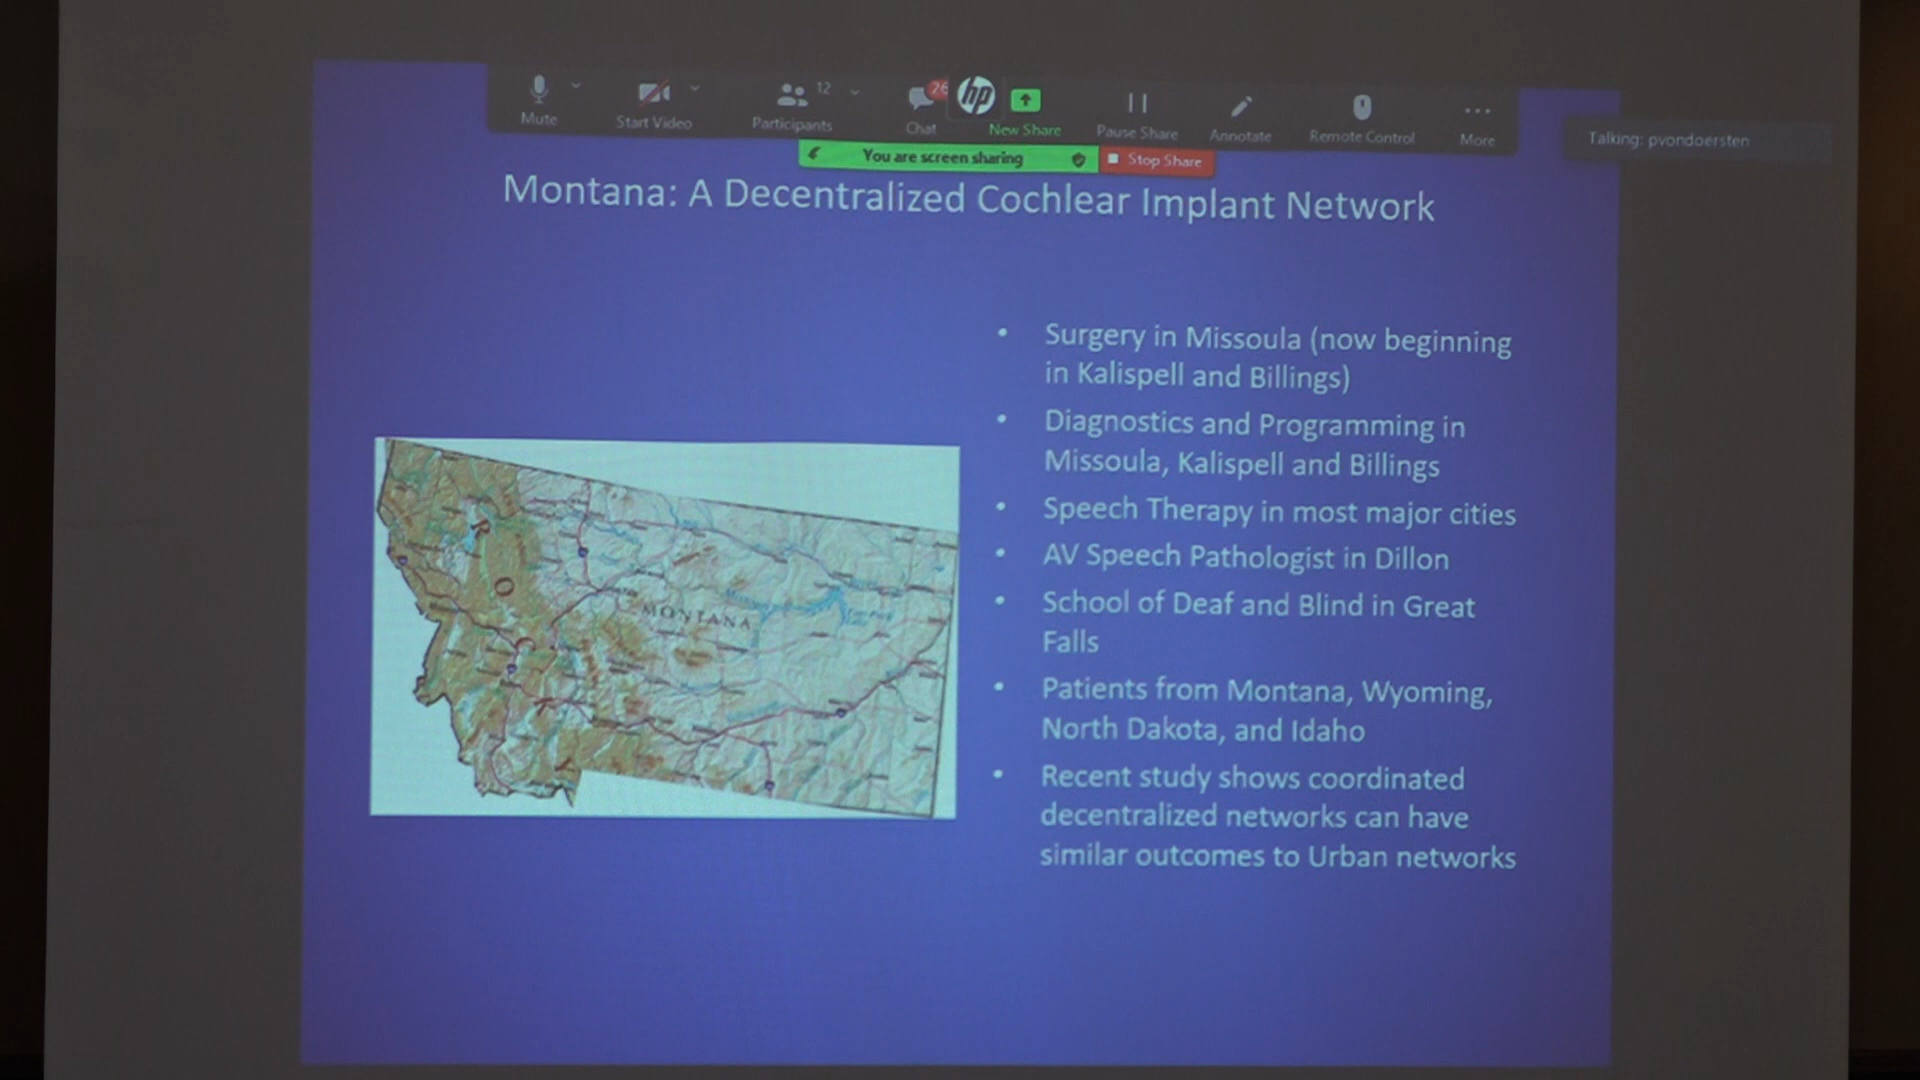 12
26
hp
Mute
Start Video
Participants
Chat
New Share
Pause Share
Annotate
Remote Control
More
Talking: pvondoersten
You are screen sharing
Stop Share
Montana: A Decentralized Cochlear Implant Network
• Surgery in Missoula (now beginning
in Kalispell and Billings)
• Diagnostics and Programming in
Missoula, Kalispell and Billings
• Speech Therapy in most major cities
• AV Speech Pathologist in Dillon
• School of Deaf and Blind in Great
Falls
• Patients from Montana, Wyoming,
North Dakota, and Idaho
• Recent study shows coordinated
decentralized networks can have
similar outcomes to Urban networks
MONTANA